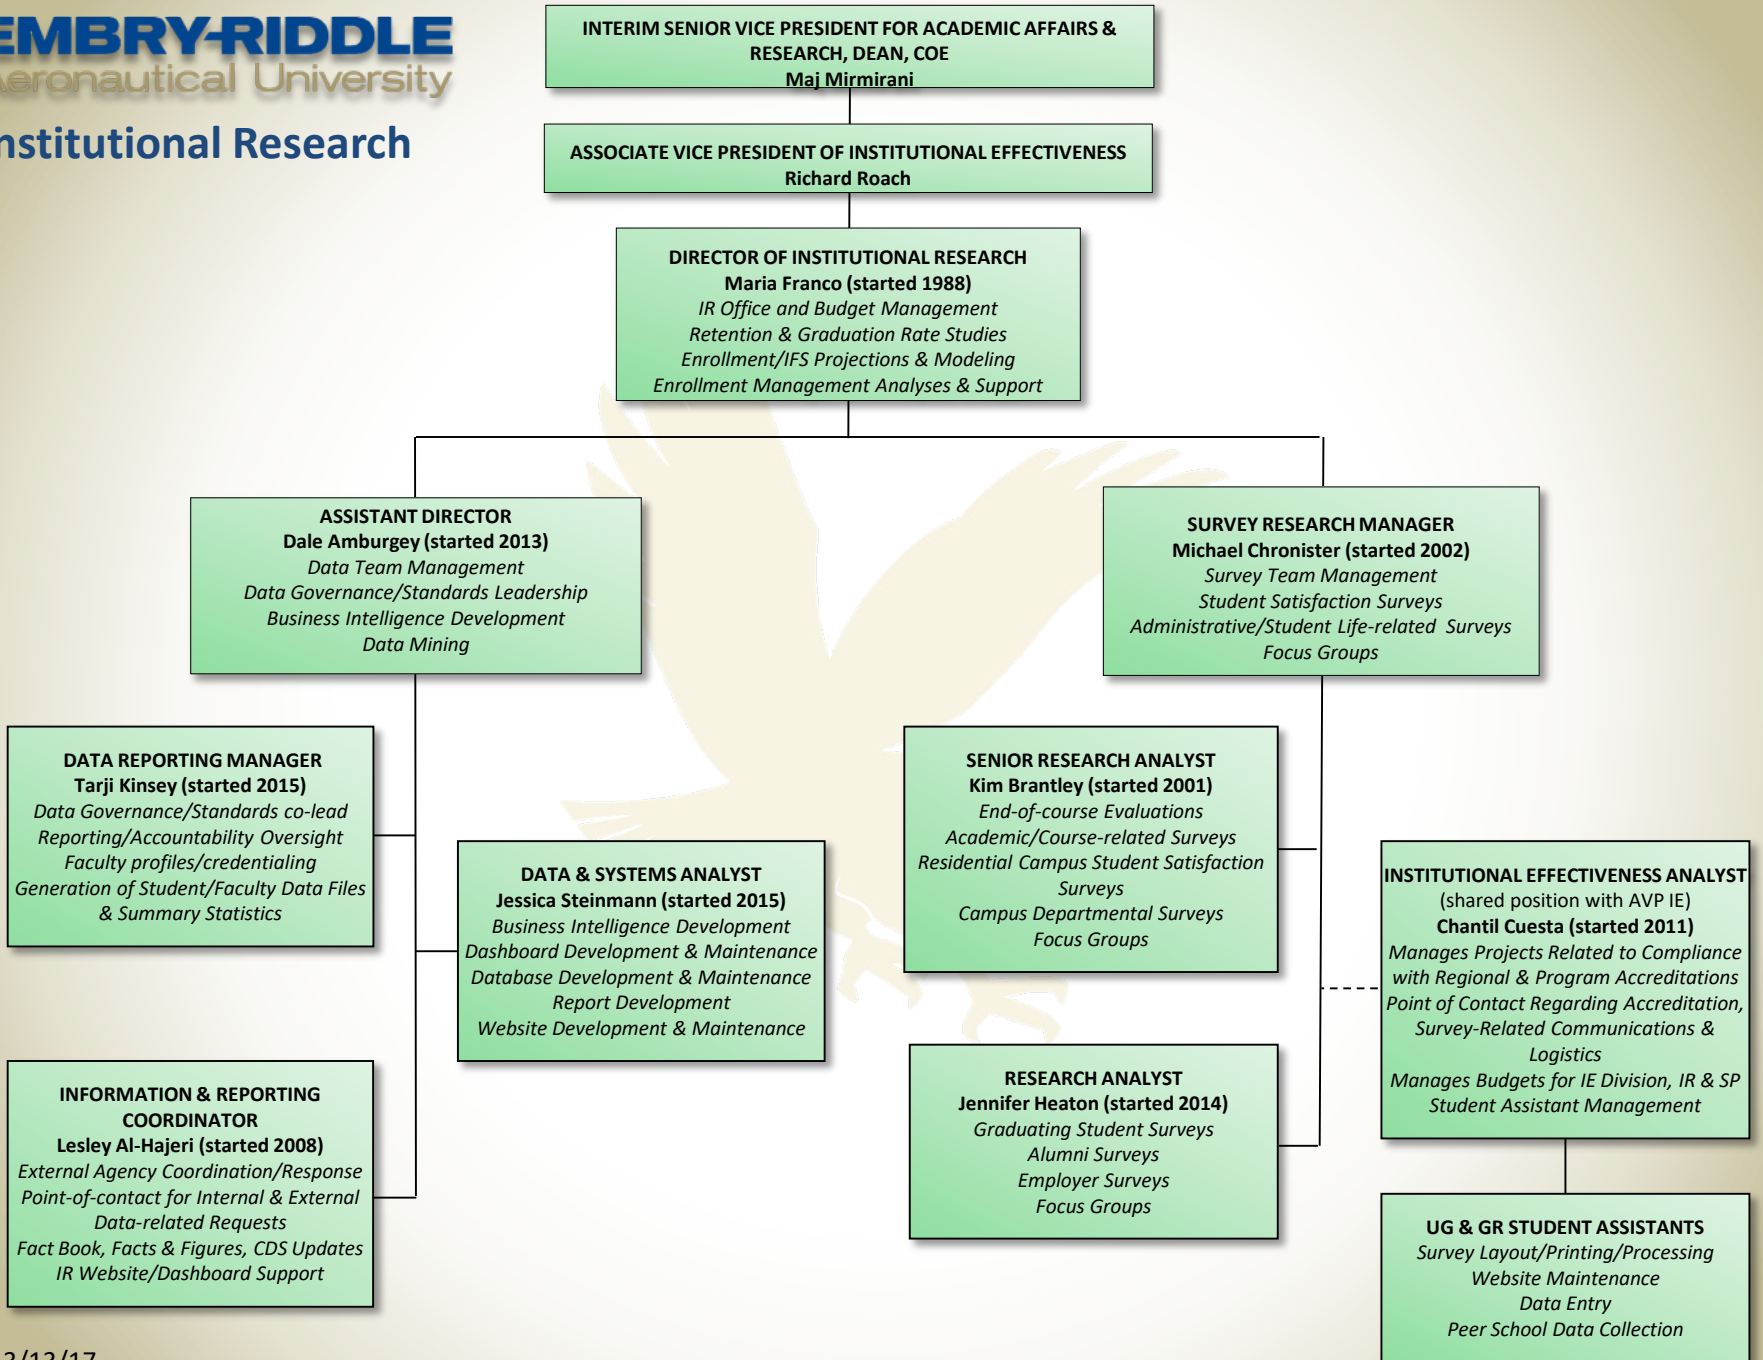 EMBRY-RIDDLE
Aeronautical University
Institutional Research
INTERIM SENIOR VICE PRESIDENT FOR ACADEMIC AFFAIRS &
RESEARCH, DEAN, COE
Maj Mirmirani
ASSOCIATE VICE PRESIDENT OF INSTITUTIONAL EFFECTIVENESS
Richard Roach
DIRECTOR OF INSTITUTIONAL RESEARCH
Maria Franco (started 1988)
IR Office and Budget Management
Retention & Graduation Rate Studies
Enrollment/IFS Projections & Modeling
Enrollment Management Analyses & Support
ASSISTANT DIRECTOR
Dale Amburgey (started 2013)
Data Team Management
Data Governance/Standards Leadership
Business Intelligence Development
Data Mining
SURVEY RESEARCH MANAGER
Michael Chronister (started 2002)
Survey Team Management
Student Satisfaction Surveys
Administrative/Student Life-related Surveys
Focus Groups
DATA REPORTING MANAGER
Tarji Kinsey (started 2015)
Data Governance/Standards co-lead
Reporting/Accountability Oversight
Faculty profiles/credentialing
Generation of Student/Faculty Data Files
& Summary Statistics
DATA & SYSTEMS ANALYST
Jessica Steinmann (started 2015)
Business Intelligence Development
Dashboard Development & Maintenance
Database Development & Maintenance
Report Development
Website Development & Maintenance
INFORMATION & REPORTING
COORDINATOR
Lesley Al-Hajeri (started 2008)
External Agency Coordination/Response
Point-of-contact for Internal & External
Data-related Requests
Fact Book, Facts & Figures, CDS Updates
IR Website/Dashboard Support
SENIOR RESEARCH ANALYST
Kim Brantley (started 2001)
End-of-course Evaluations
Academic/Course-related Surveys
Residential Campus Student Satisfaction
Surveys
Campus Departmental Surveys
Focus Groups
RESEARCH ANALYST
Jennifer Heaton (started 2014)
Graduating Student Surveys
Alumni Surveys
Employer Surveys
Focus Groups
INSTITUTIONAL EFFECTIVENESS ANALYST
(shared position with AVP IE)
Chantil Cuesta (started 2011)
Manages Projects Related to Compliance
with Regional & Program Accreditations
Point of Contact Regarding Accreditation,
Survey-Related Communications &
Logistics
Manages Budgets for IE Division, IR & SP
Student Assistant Management
UG & GR STUDENT ASSISTANTS
Survey Layout/Printing/Processing
Website Maintenance
Data Entry
Peer School Data Collection